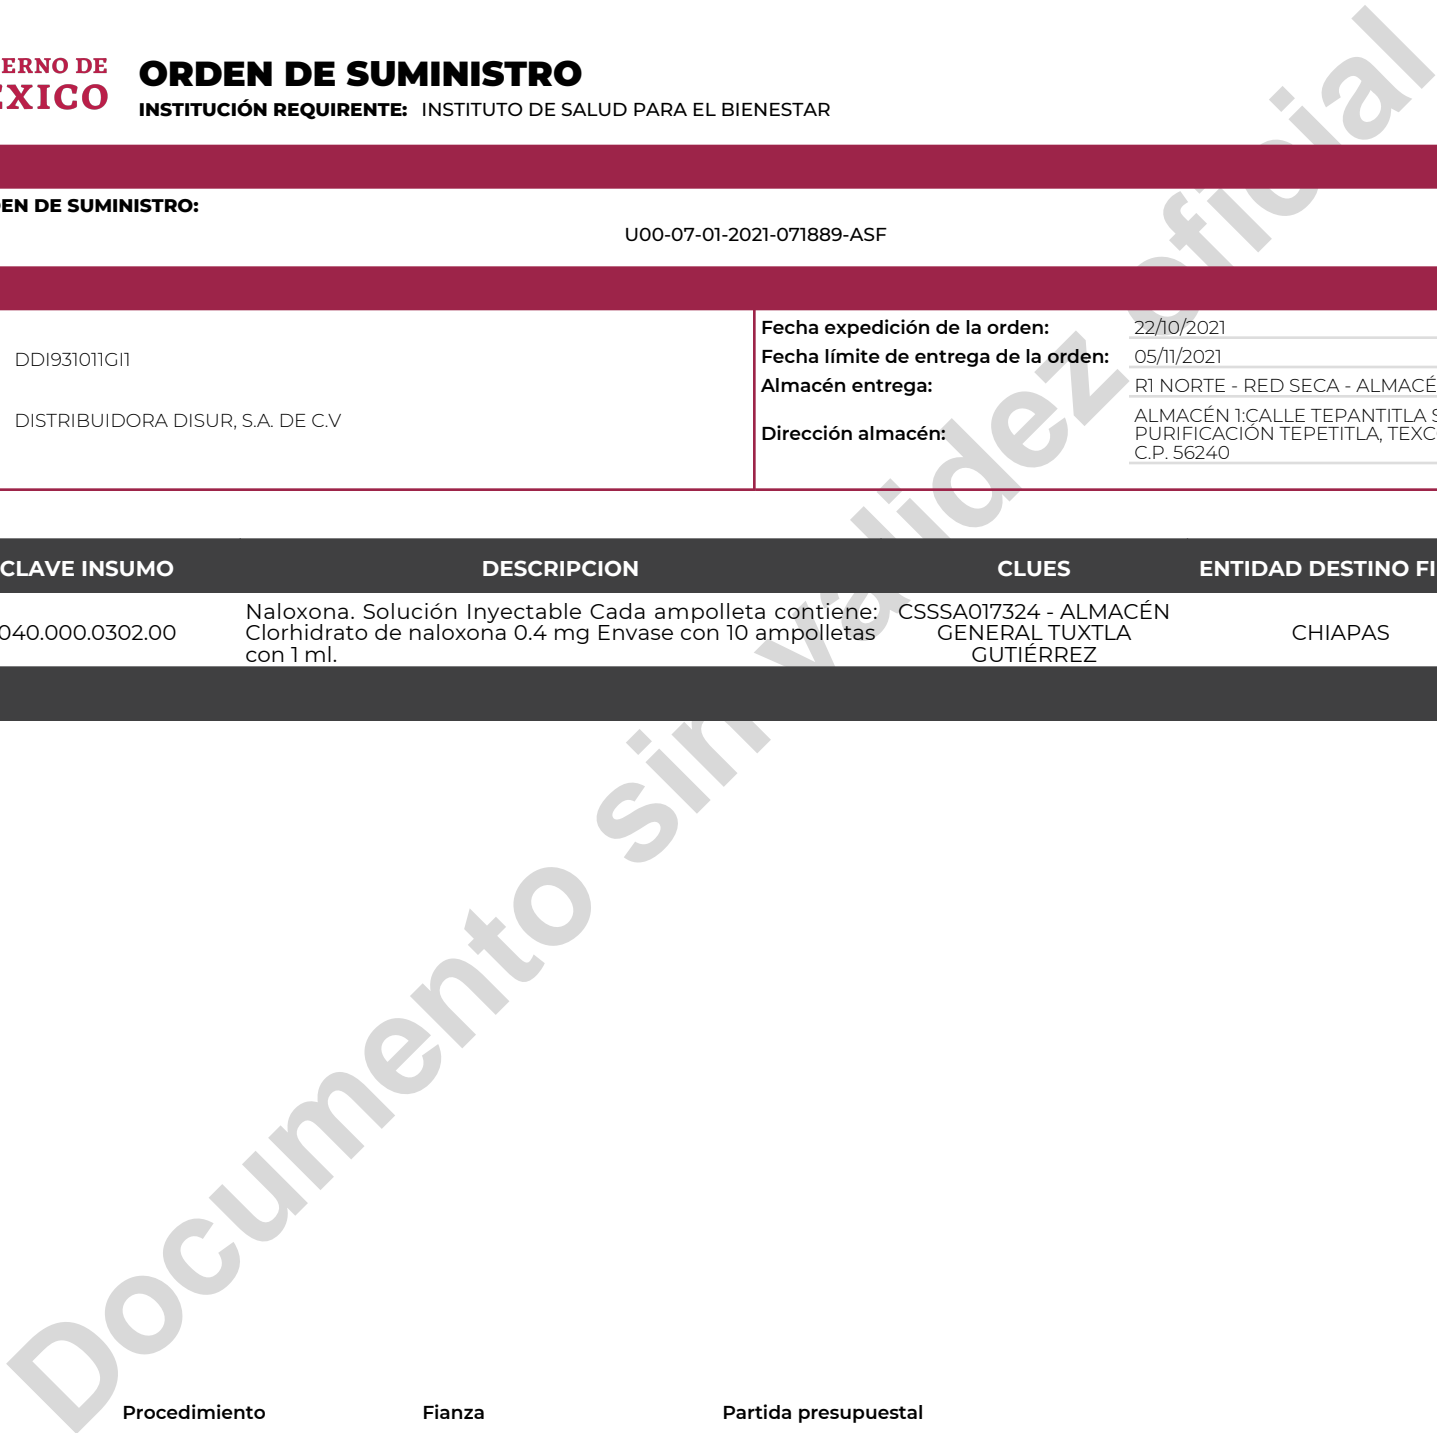 ERNO DE
EXICO
ORDEN DE SUMINISTRO
INSTITUCIÓN REQUIRENTE: INSTITUTO DE SALUD PARA EL BIENESTAR
EN DE SUMINISTRO:
U00-07-01-2021-071889-ASF
DDI931011GI1
DISTRIBUIDORA DISUR, S.A. DE C.V
Fecha expedición de la orden: 22/10/2021
Fecha límite de entrega de la orden: 05/11/2021
Almacén entrega: R1 NORTE - RED SECA - ALMACÉ
Dirección almacén:
ALMACÉN 1:CALLE TEPANTITLA S
PURIFICACIÓN TEPETITLA, TEXC
C.P. 56240
CLAVE INSUMO DESCRIPCION CLUES ENTIDAD DESTINO FI
040.000.0302.00
Naloxona. Solución Inyectable Cada ampolleta contiene:
Clorhidrato de naloxona 0.4 mg Envase con 10 ampolletas
con 1 ml.
CSSSA017324 - ALMACÉN
GENERAL TUXTLA
GUTIÉRREZ
CHIAPAS
Documento sin validez oficial
Procedimiento Fianza Partida presupuestal